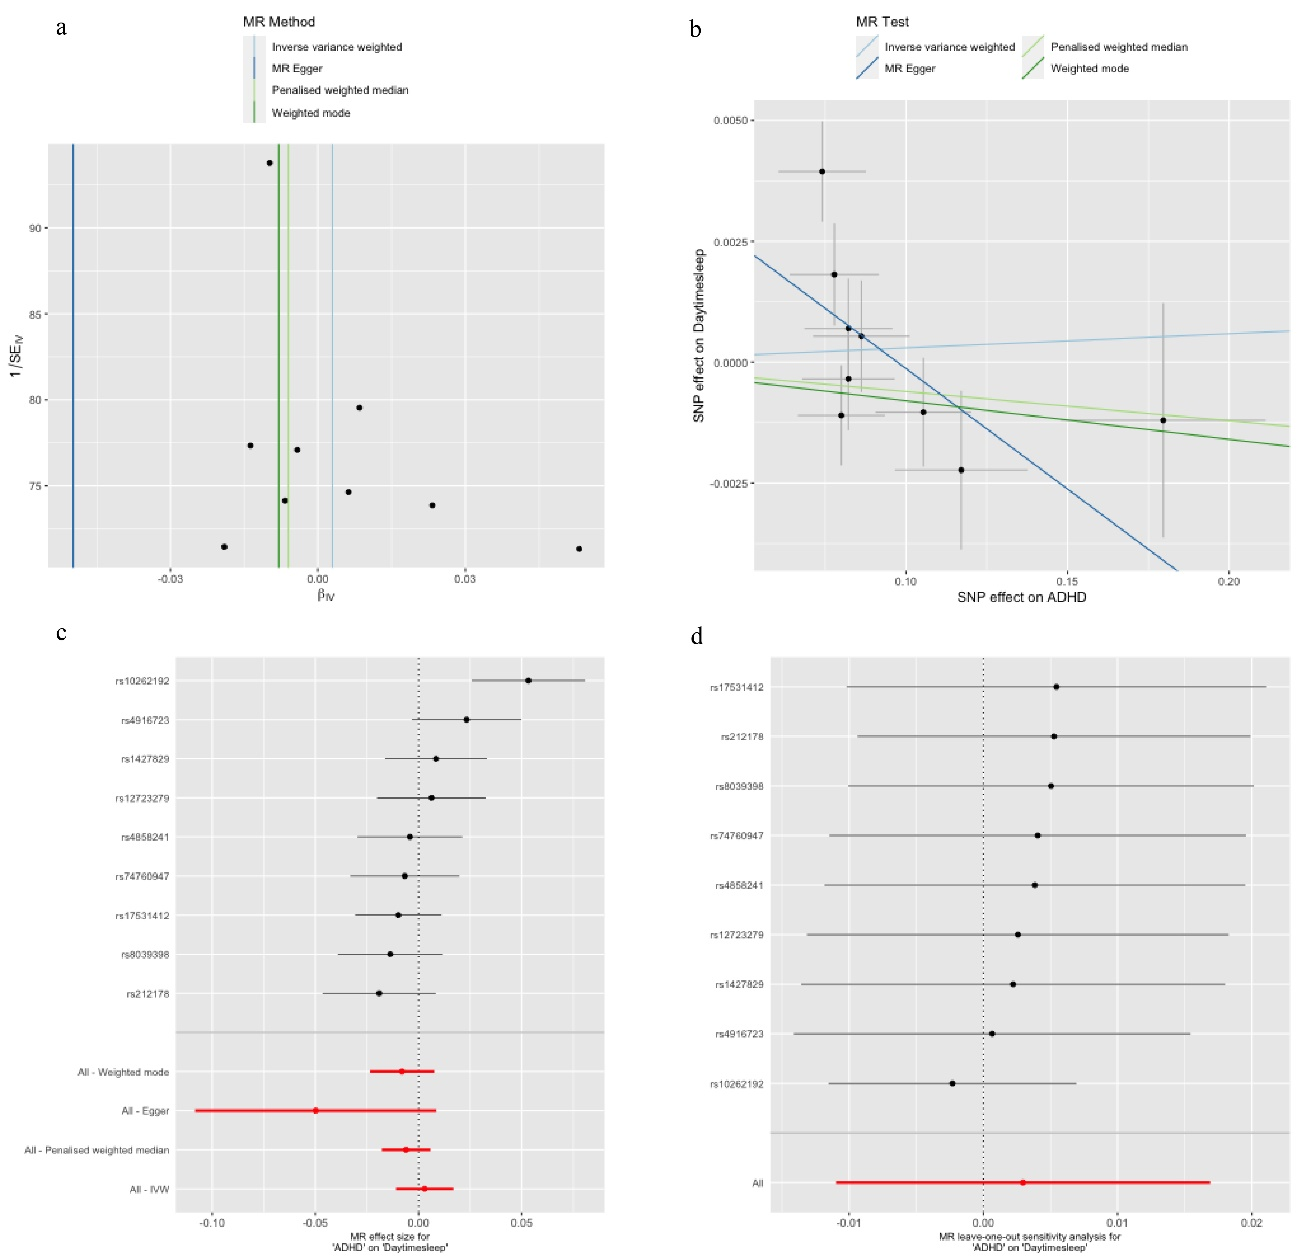 a
MR Method
Inverse variance weighted
MR Egger
Penalised weighted median
Weighted mode
90
85
80
75
1/SE_IV
-0.03
0.00
0.03
β_IV
b
MR Test
Inverse variance weighted
Penalised weighted median
MR Egger
Weighted mode
0.0050
0.0025
0.0000
-0.0025
SNP effect on Daytimesleep
0.10
0.15
0.20
SNP effect on ADHD
c
rs10262192
rs4916723
rs1427829
rs12723279
rs4858241
rs74760947
rs17531412
rs8039398
rs212178
All - Weighted mode
All - Egger
All - Penalised weighted median
All - IVW
-0.10
-0.05
0.00
0.05
MR effect size for
'ADHD' on 'Daytimesleep'
d
rs17531412
rs212178
rs8039398
rs74760947
rs4858241
rs12723279
rs1427829
rs4916723
rs10262192
All
-0.01
0.00
0.01
0.02
MR leave-one-out sensitivity analysis for
'ADHD' on 'Daytimesleep'